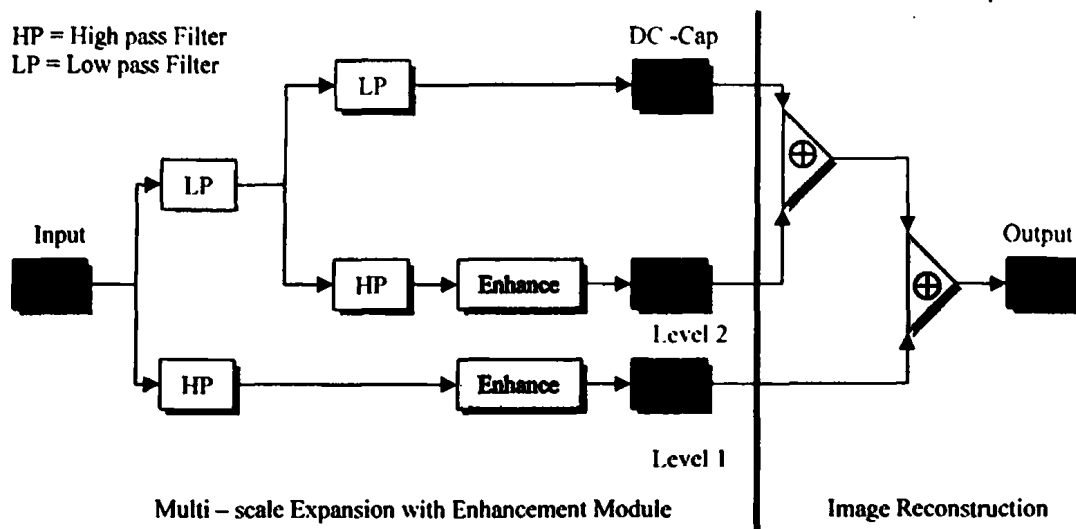 HP = High pass Filter
LP = Low pass Filter
DC -Cap
LP
LP
Input
Output
HP
Enhance
Level 2
HP
Enhance
Level 1
Multi – scale Expansion with Enhancement Module
Image Reconstruction